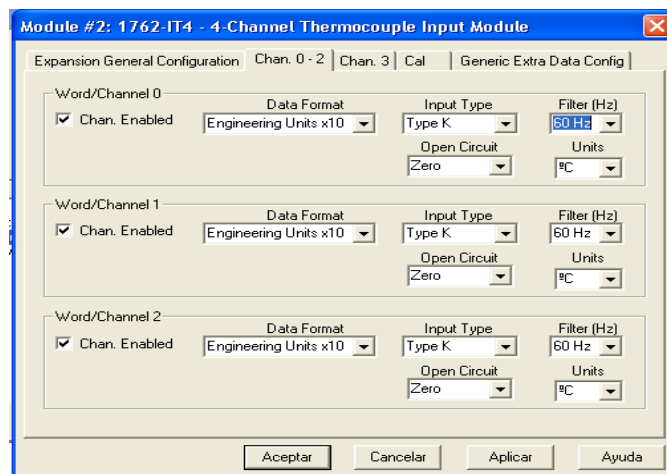 Module #2: 1762-IT4 - 4-Channel Thermocouple Input Module
Expansion General Configuration Chan. 0 - 2 Chan. 3 Cal Generic Extra Data Config
Word/Channel 0
Data Format Input Type Filter (Hz)
Chan. Enabled Engineering Units x10 Type K 60 Hz
Open Circuit Units
Zero ºC
Word/Channel 1
Data Format Input Type Filter (Hz)
Chan. Enabled Engineering Units x10 Type K 60 Hz
Open Circuit Units
Zero ºC
Word/Channel 2
Data Format Input Type Filter (Hz)
Chan. Enabled Engineering Units x10 Type K 60 Hz
Open Circuit Units
Zero ºC
Aceptar Cancelar Aplicar Ayuda